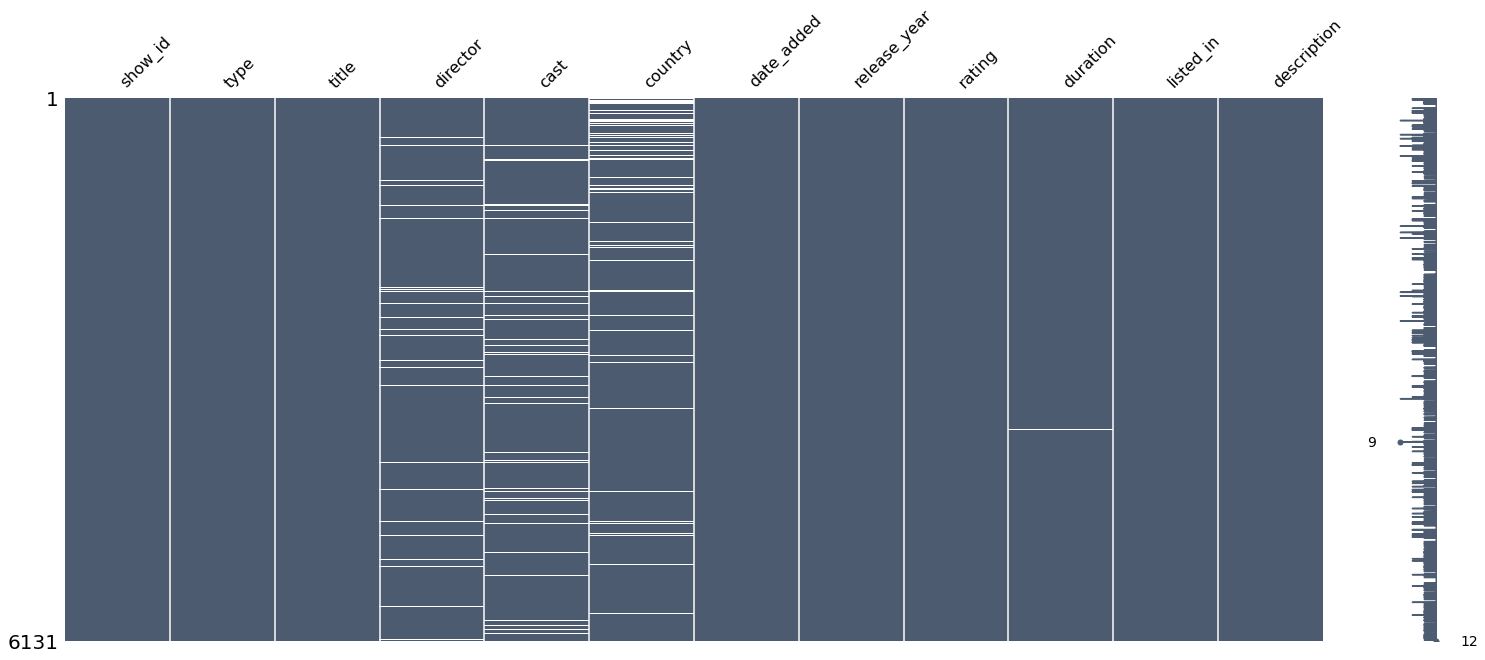 show_id
type
title
director
cast
country
date_added
release_year
rating
duration
listed_in
description
1
9
6131
12